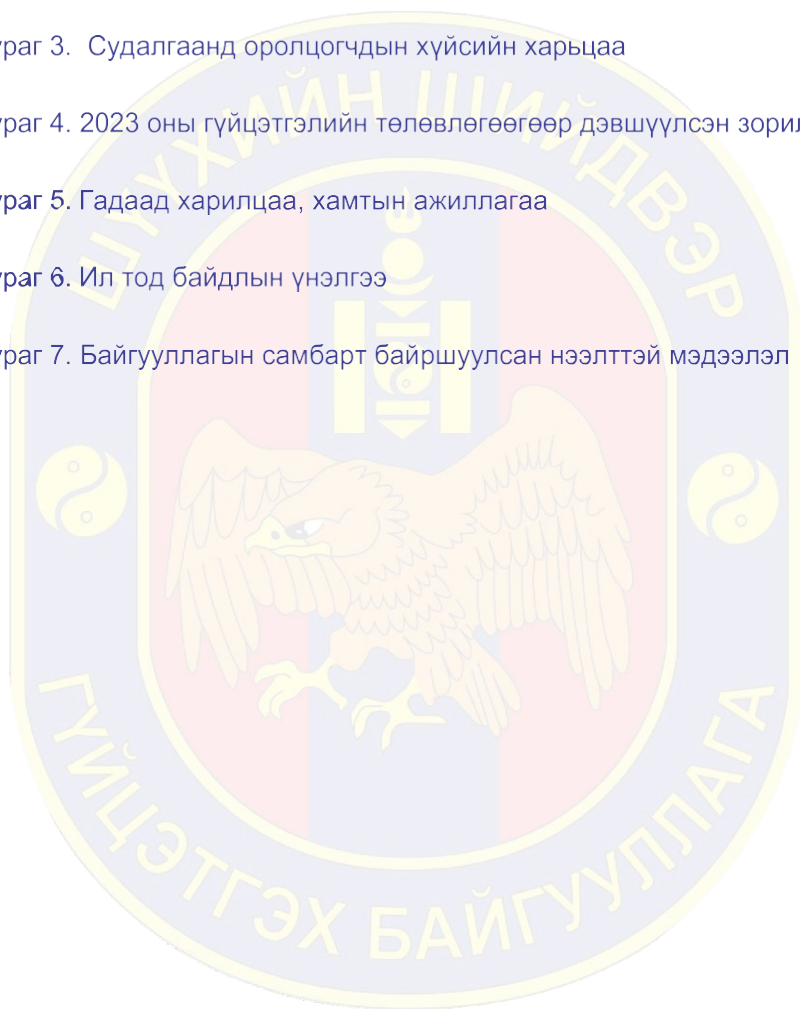 ураг 3. Судалгаанд оролцогчдын хүйсийн харьцаа
ураг 4. 2023 оны гүйцэтгэлийн төлөвлөгөөгөөр дэвшүүлсэн зорил
ураг 5. Гадаад харилцаа, хамтын ажиллагаа
ураг 6. Ил тод байдлын үнэлгээ
ураг 7. Байгууллагын самбарт байршуулсан нээлттэй мэдээлэл
ШҮҮХИЙН ШИЙДВЭР
ГҮЙЦЭТГЭХ БАЙГУУЛЛАГА